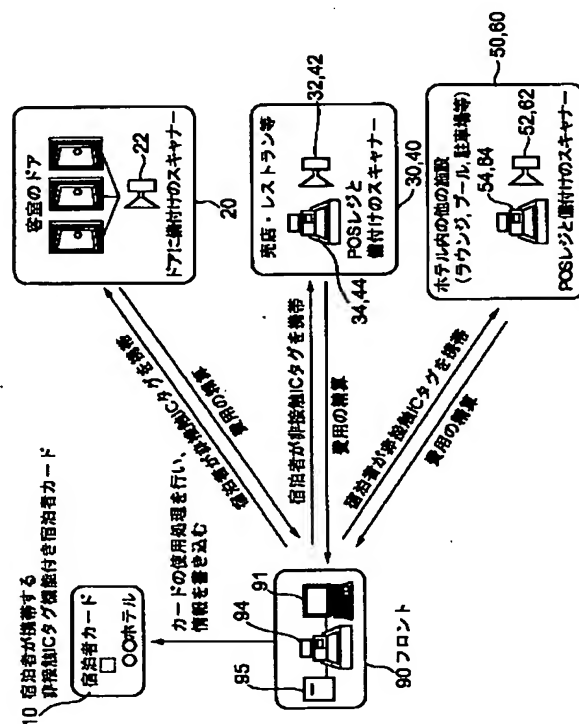 10 宿泊者が携帯する
非接触ICタグ機能付き宿泊者カード
宿泊者カード
○○ホテル
カードの使用処理を行い、
情報を書き込む
95
94
91
90 フロント
宿泊者が非接触ICタグを携帯
費用の精算
宿泊者が非接触ICタグを携帯
費用の精算
宿泊者が非接触ICタグを携帯
費用の精算
客室のドア
22
ドアに備付けのスキャナー
20
売店・レストラン等
32,42
34,44
POSレジと
備付けのスキャナー
30,40
ホテル内の他の施設
(ラウンジ、プール、駐車場等)
54,64
52,62
POSレジと備付けのスキャナー
50,60